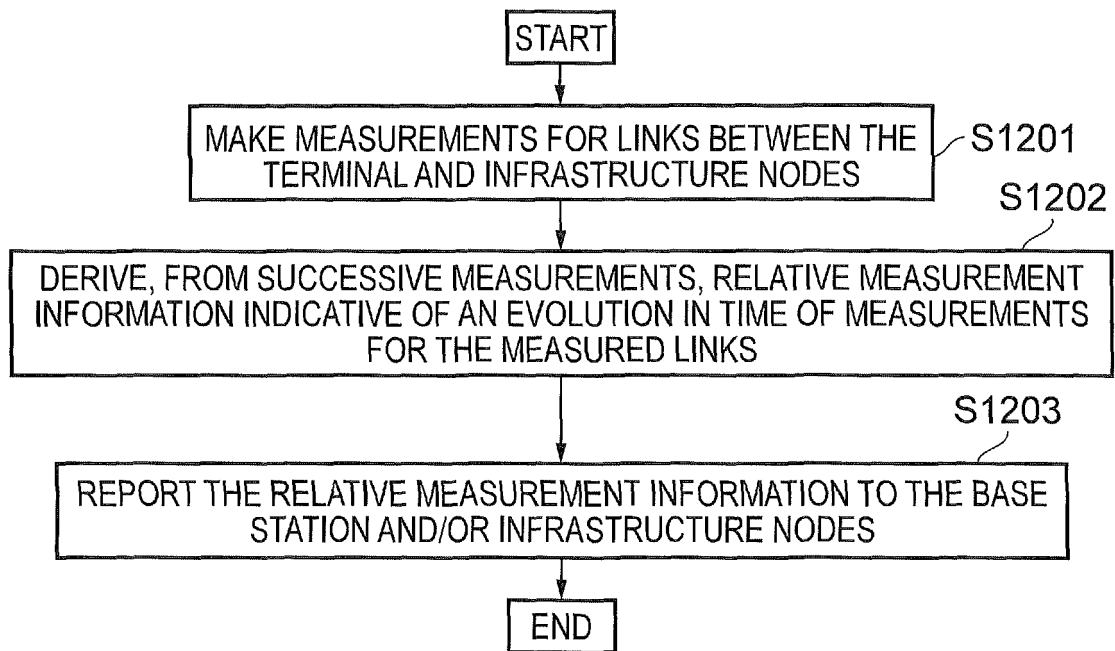 START
MAKE MEASUREMENTS FOR LINKS BETWEEN THE
TERMINAL AND INFRASTRUCTURE NODES
S1201
S1202
DERIVE, FROM SUCCESSIVE MEASUREMENTS, RELATIVE MEASUREMENT
INFORMATION INDICATIVE OF AN EVOLUTION IN TIME OF MEASUREMENTS
FOR THE MEASURED LINKS
S1203
REPORT THE RELATIVE MEASUREMENT INFORMATION TO THE BASE
STATION AND/OR INFRASTRUCTURE NODES
END